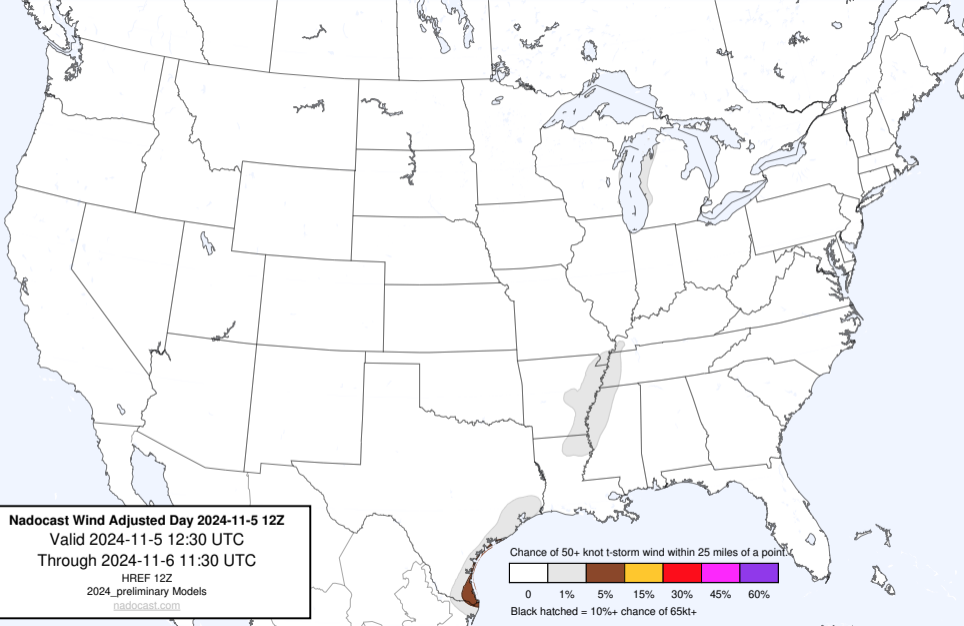 Nadocast Wind Adjusted Day 2024-11-5 12Z
Valid 2024-11-5 12:30 UTC
Through 2024-11-6 11:30 UTC
HREF 12Z
2024_preliminary Models
nadocast.com
Chance of 50+ knot t-storm wind within 25 miles of a point.
0 1% 5% 15% 30% 45% 60%
Black hatched = 10%+ chance of 65kt+